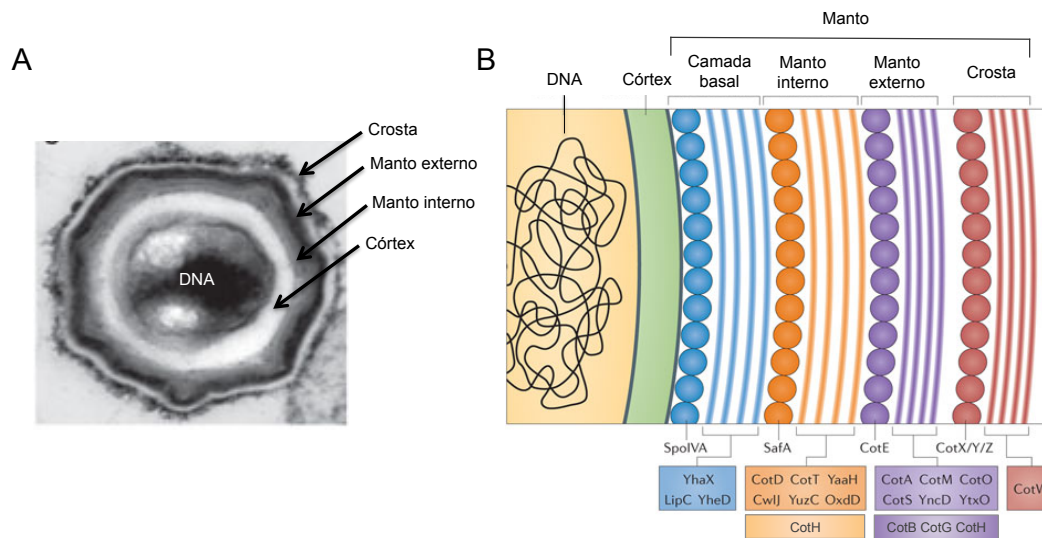 A
Crosta
Manto externo
Manto interno
Córtex
DNA
B
Manto
DNA
Córtex
Camada
basal
Manto
interno
Manto
externo
Crosta
SpoIVA
SafA
CotE
CotX/Y/Z
YhaX
LipC YheD
CotD CotT YaaH
CwlJ YuzC OxdD
CotH
CotA CotM CotO
CotS YncD YtxO
CotB CotG CotH
CotW